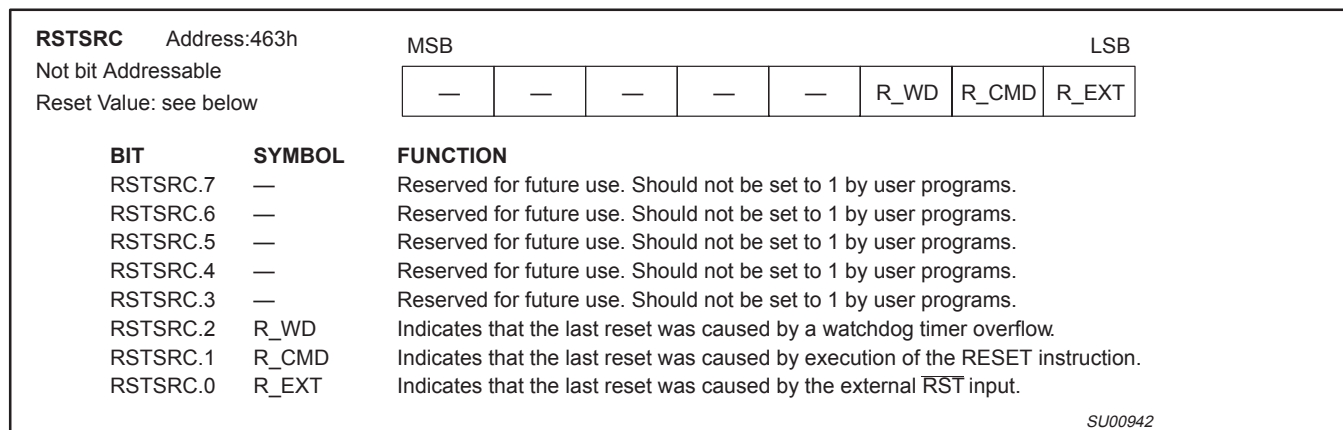 RSTSRC Address:463h
Not bit Addressable
Reset Value: see below
MSB LSB
— — — — — R_WD R_CMD R_EXT
BIT SYMBOL FUNCTION
RSTSRC.7 — Reserved for future use. Should not be set to 1 by user programs.
RSTSRC.6 — Reserved for future use. Should not be set to 1 by user programs.
RSTSRC.5 — Reserved for future use. Should not be set to 1 by user programs.
RSTSRC.4 — Reserved for future use. Should not be set to 1 by user programs.
RSTSRC.3 — Reserved for future use. Should not be set to 1 by user programs.
RSTSRC.2 R_WD Indicates that the last reset was caused by a watchdog timer overflow.
RSTSRC.1 R_CMD Indicates that the last reset was caused by execution of the RESET instruction.
RSTSRC.0 R_EXT Indicates that the last reset was caused by the external RST input.
SU00942